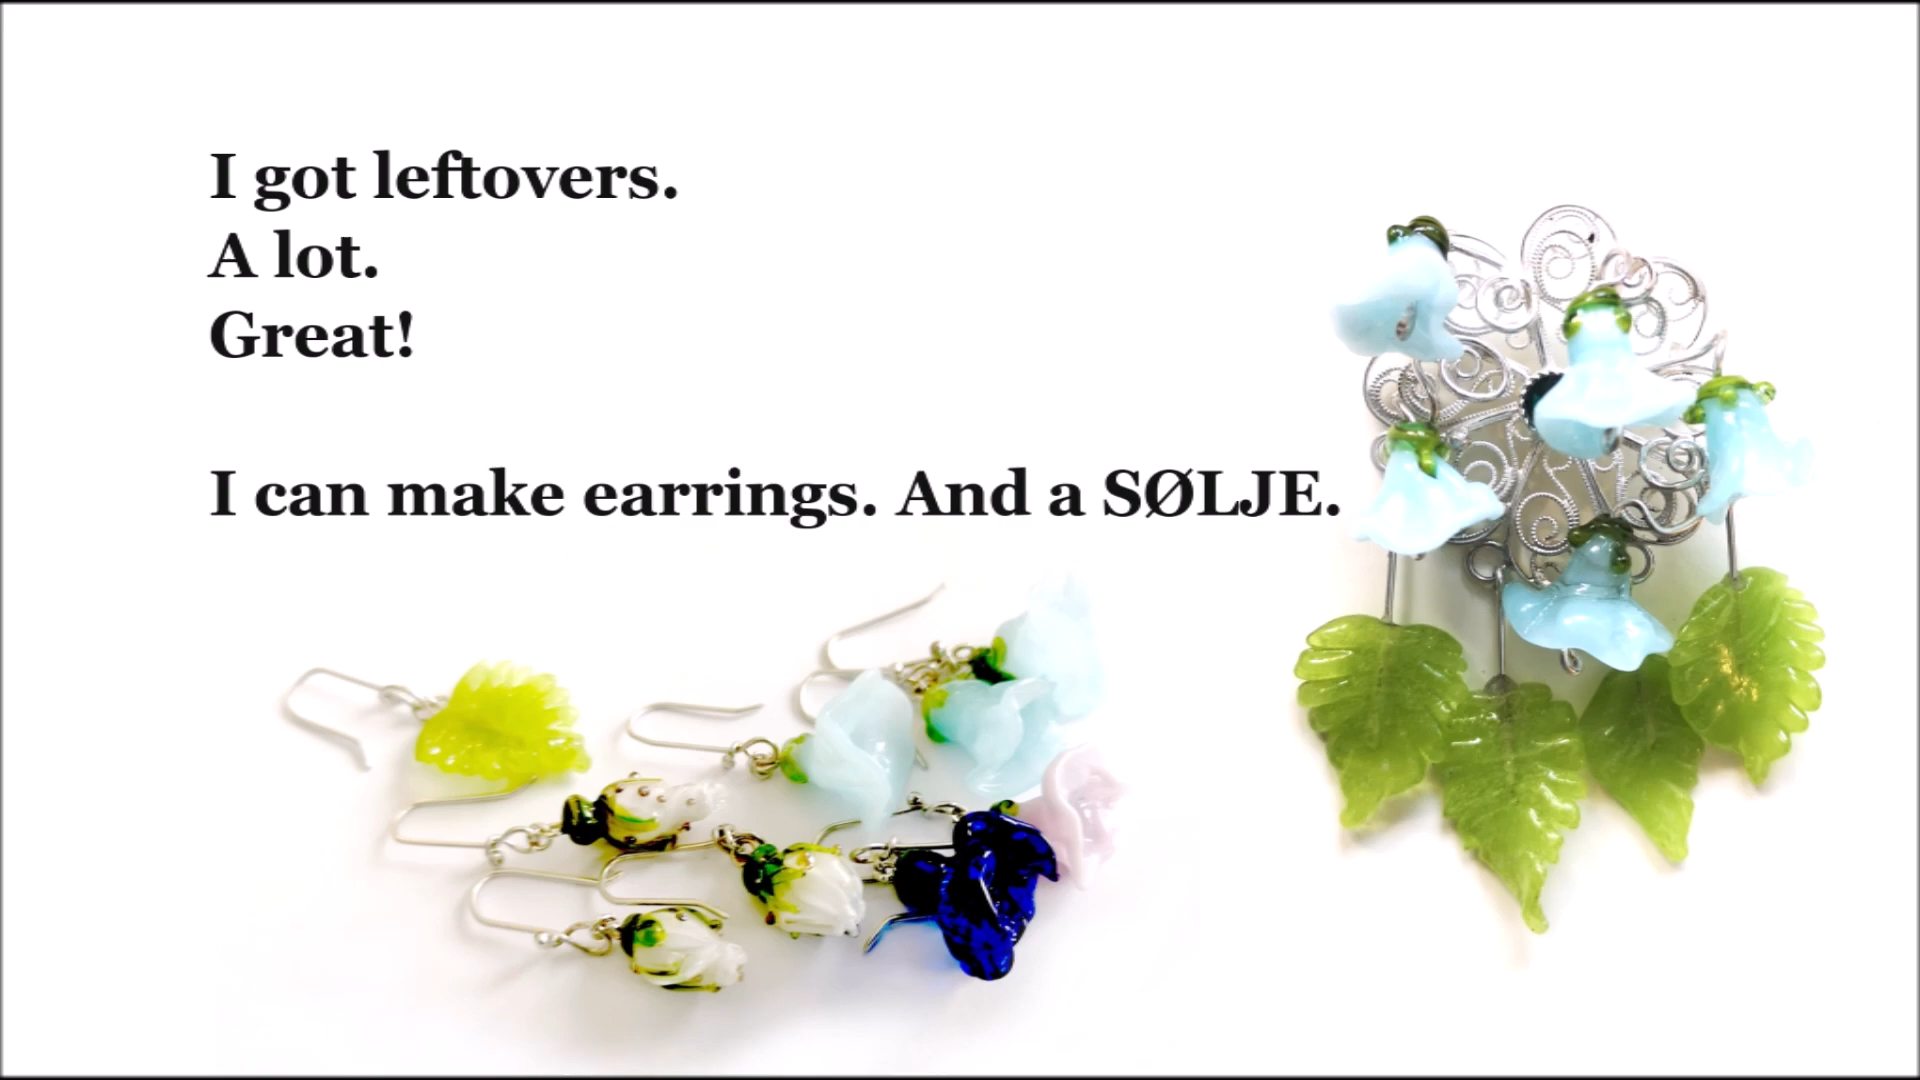 I got leftovers.
A lot.
Great!
I can make earrings. And a SØLJE.